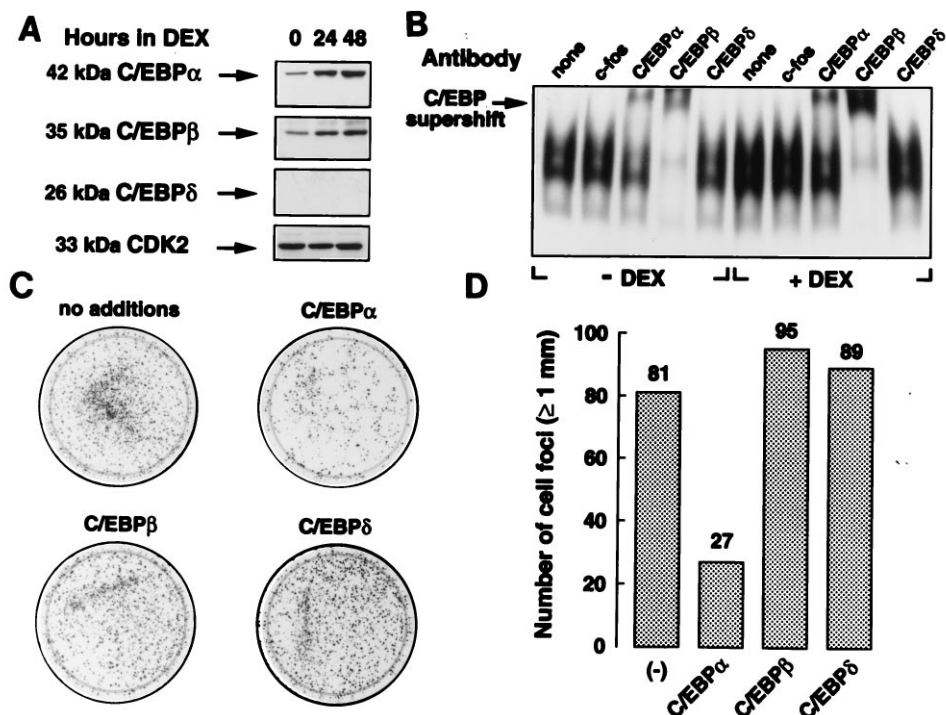 A
Hours in DEX 0 24 48
42 kDa C/EBPα
35 kDa C/EBPβ
26 kDa C/EBPδ
33 kDa CDK2
B
Antibody none c-fos C/EBPα C/EBPβ C/EBPδ none c-fos C/EBPα C/EBPβ C/EBPδ
C/EBP
supershift
- DEX + DEX
C
no additions C/EBPα
C/EBPβ C/EBPδ
D
Number of cell foci (≥ 1 mm)
100
80
60
40
20
0
81 27 95 89
(-) C/EBPα C/EBPβ C/EBPδ